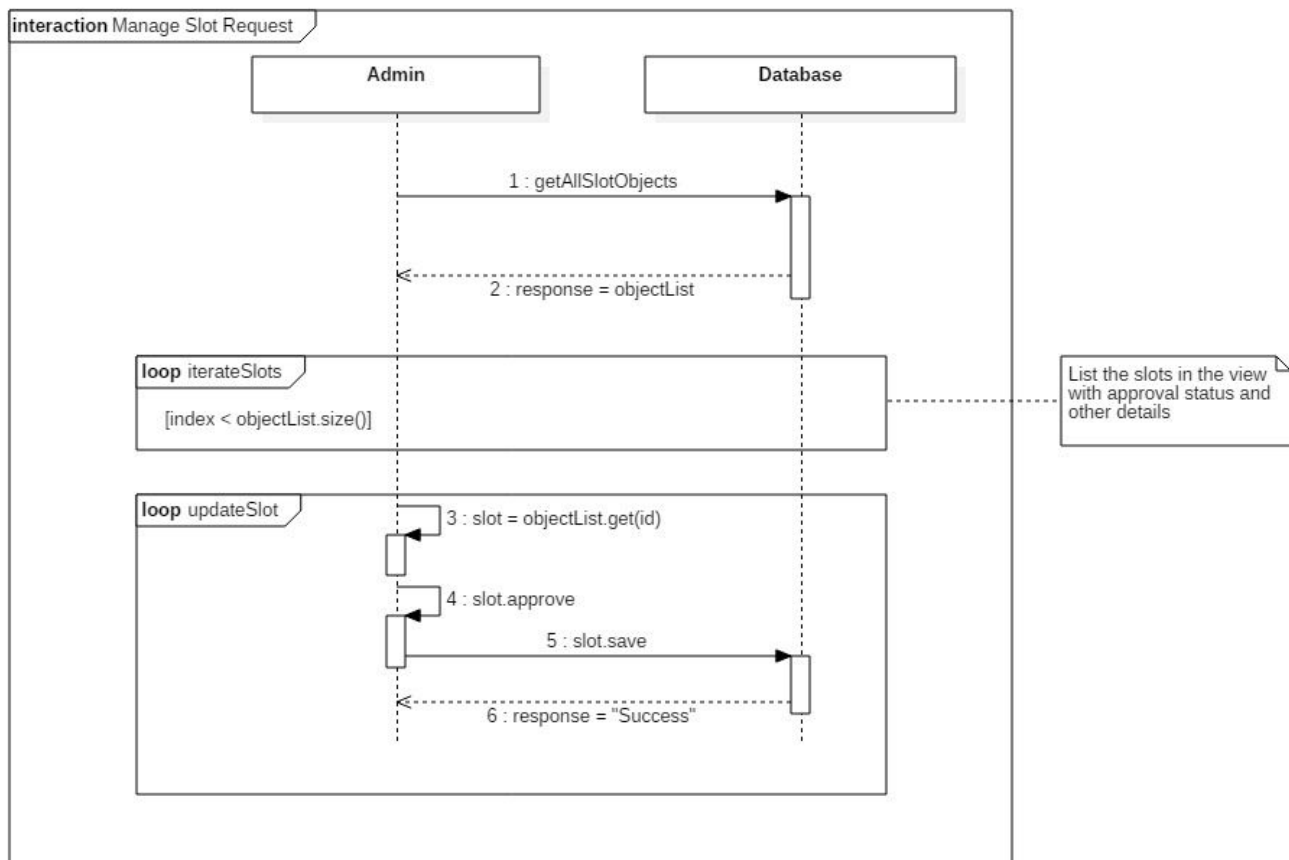 interaction Manage Slot Request
Admin
Database
1 : getAllSlotObjects
2 : response = objectList
loop iterateSlots
[index < objectList.size()]
List the slots in the view
with approval status and
other details
loop updateSlot
3 : slot = objectList.get(id)
4 : slot.approve
5 : slot.save
6 : response = "Success"